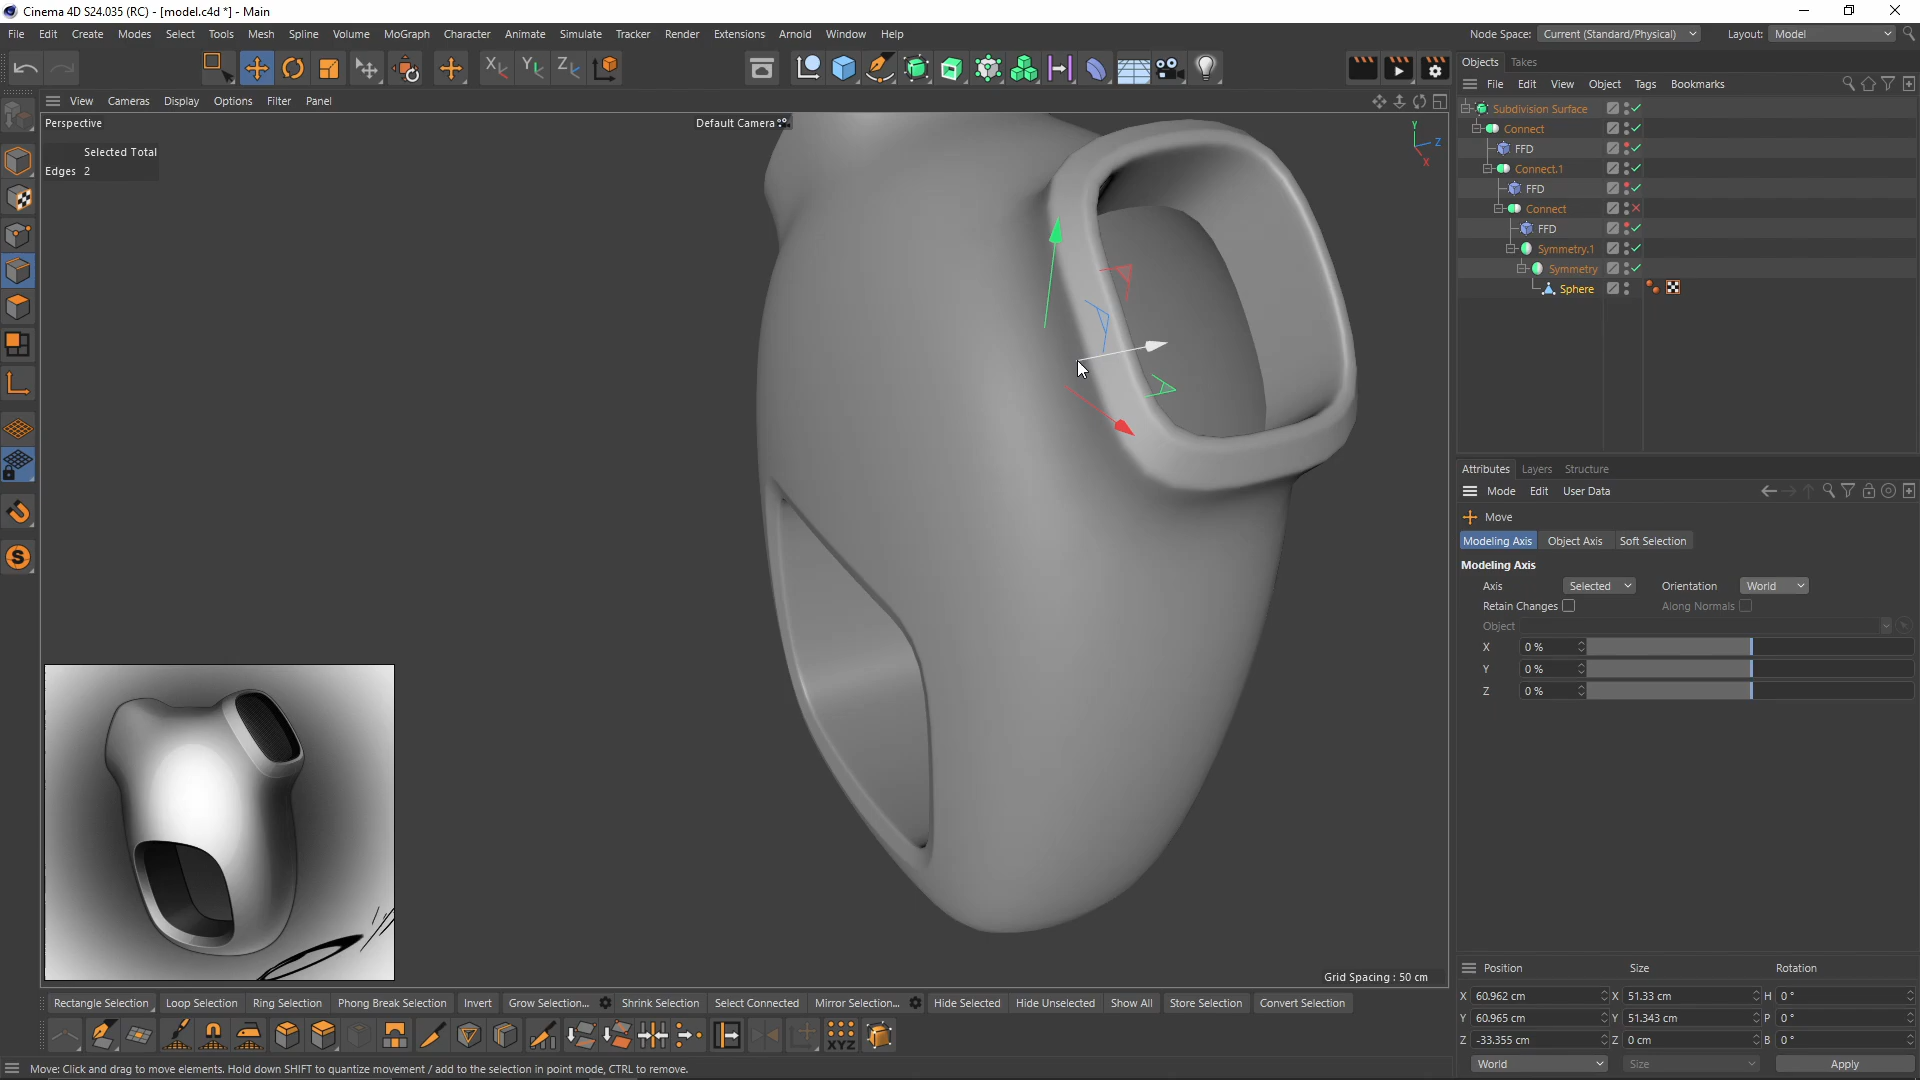 Cinema 4D S24.035 (RC) - [model.c4d *] - Main
File Edit Create Modes Select Tools Mesh Spline Volume MoGraph Character Animate Simulate Tracker Render Extensions Arnold Window Help
Node Space: Current (Standard/Physical) Layout: Model
Objects Takes
File Edit View Object Tags Bookmarks
View Cameras Display Options Filter Panel
Perspective
Default Camera
Selected Total
Edges 2
Y
Z
X
Subdivision Surface
Connect
FFD
Connect.1
FFD
Connect
FFD
Symmetry.1
Symmetry
Sphere
Attributes Layers Structure
Mode Edit User Data
Move
Modeling Axis Object Axis Soft Selection
Modeling Axis
Axis Selected Orientation World
Retain Changes Along Normals
Object
X 0 %
Y 0 %
Z 0 %
Grid Spacing : 50 cm
Position Size Rotation
X 60.962 cm X 51.33 cm H 0 °
Y 60.965 cm Y 51.343 cm P 0 °
Z -33.355 cm Z 0 cm B 0 °
World Size Apply
Rectangle Selection Loop Selection Ring Selection Phong Break Selection Invert Grow Selection... Shrink Selection Select Connected Mirror Selection... Hide Selected Hide Unselected Show All Store Selection Convert Selection
XYZ
Move: Click and drag to move elements. Hold down SHIFT to quantize movement / add to the selection in point mode, CTRL to remove.